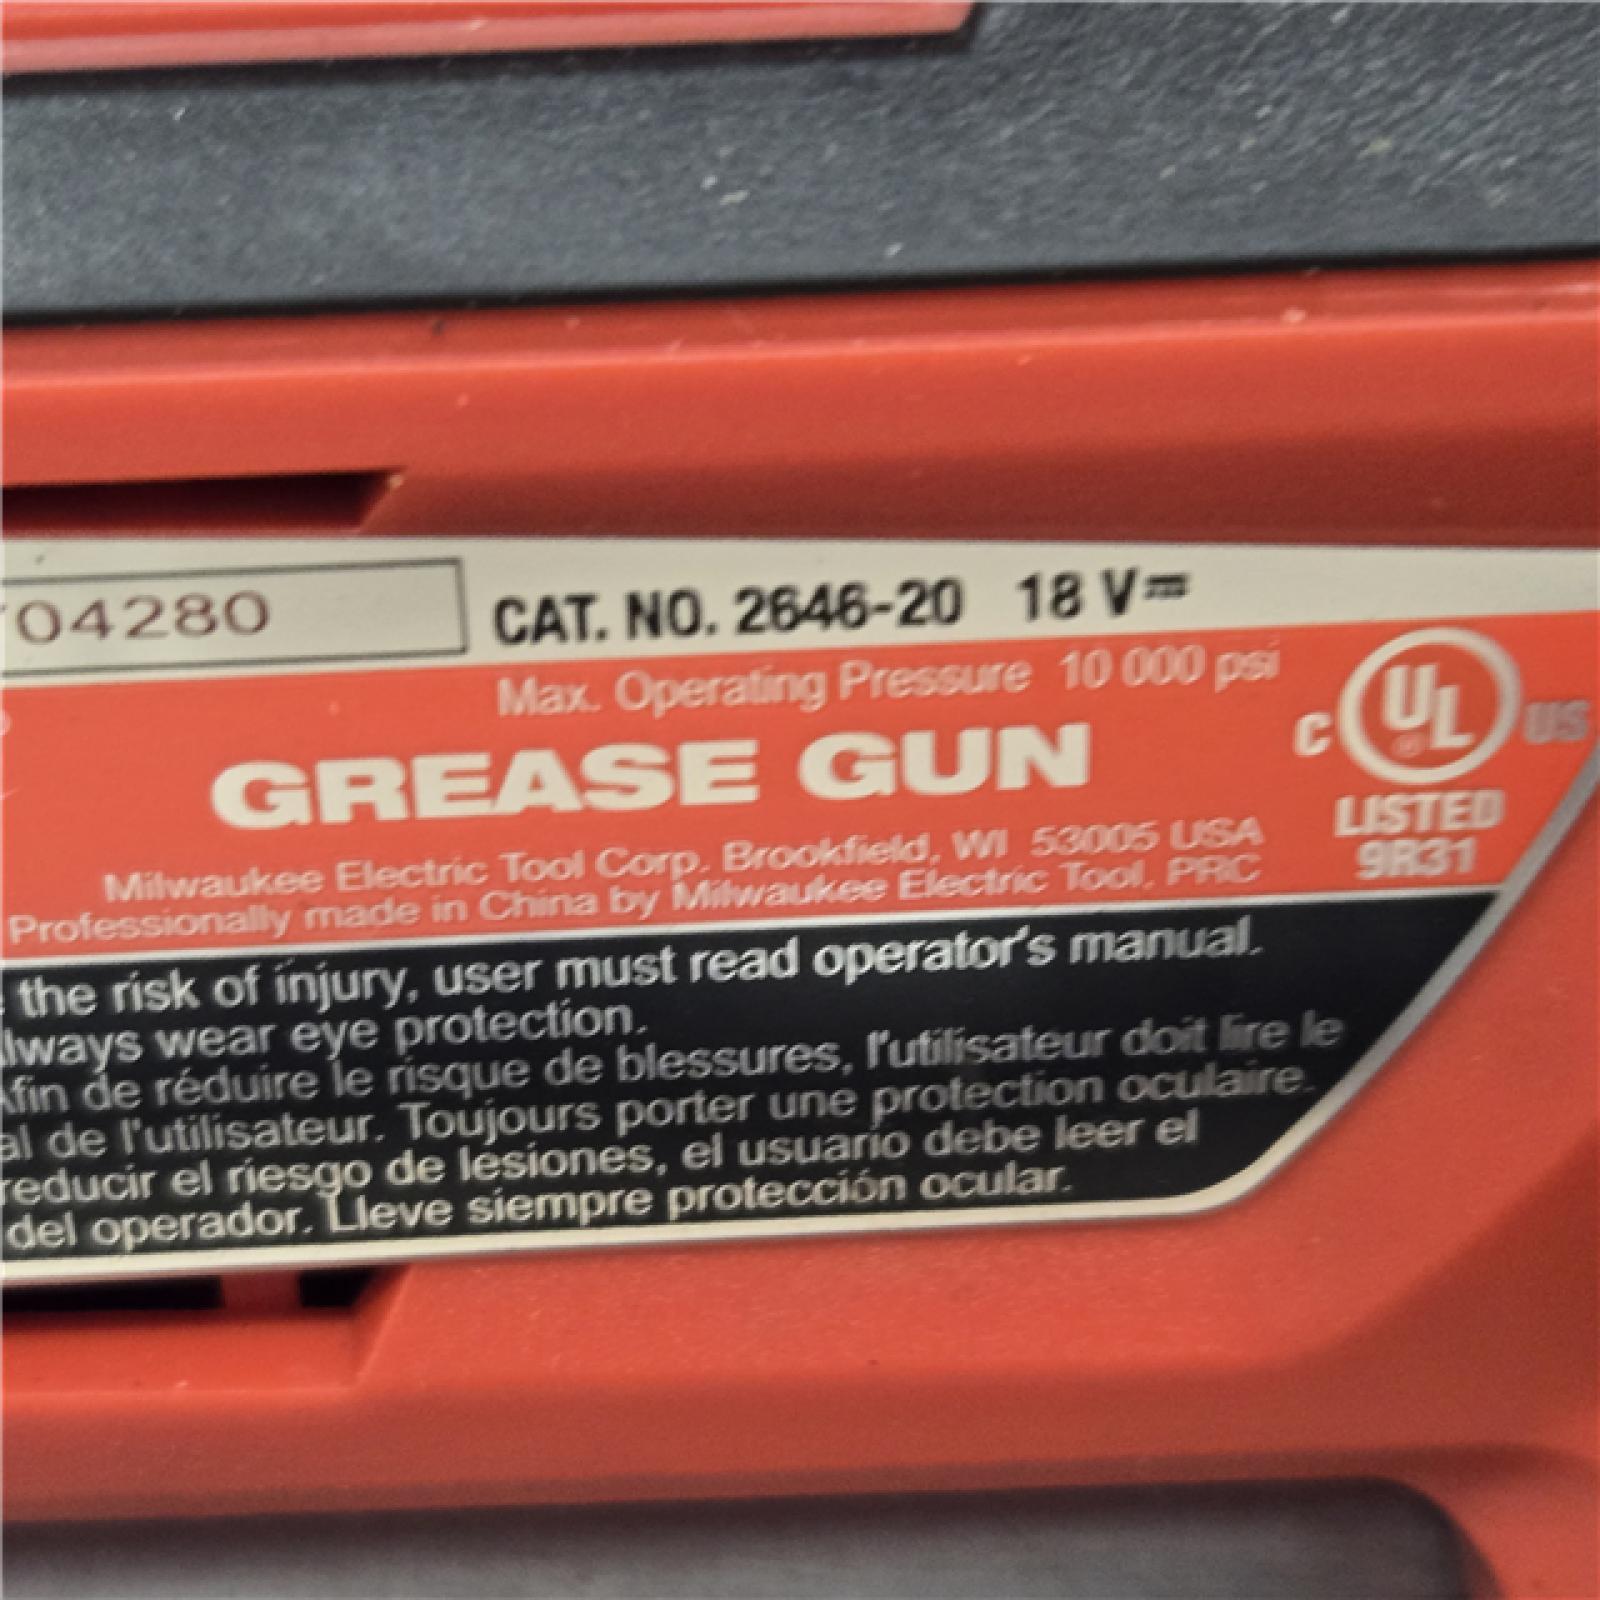 04280
CAT. NO. 2646-20 18 V
Max. Operating Pressure 10 000 psi
GREASE GUN
C UL US
LISTED
9R31
Milwaukee Electric Tool Corp. Brookfield, WI 53005 USA
Professionally made in China by Milwaukee Electric Tool, PRC
the risk of injury, user must read operator's manual.
lways wear eye protection.
fin de réduire le risque de blessures, l'utilisateur doit lire le
al de l'utilisateur. Toujours porter une protection oculaire.
reducir el riesgo de lesiones, el usuario debe leer el
del operador. Lleve siempre protección ocular.